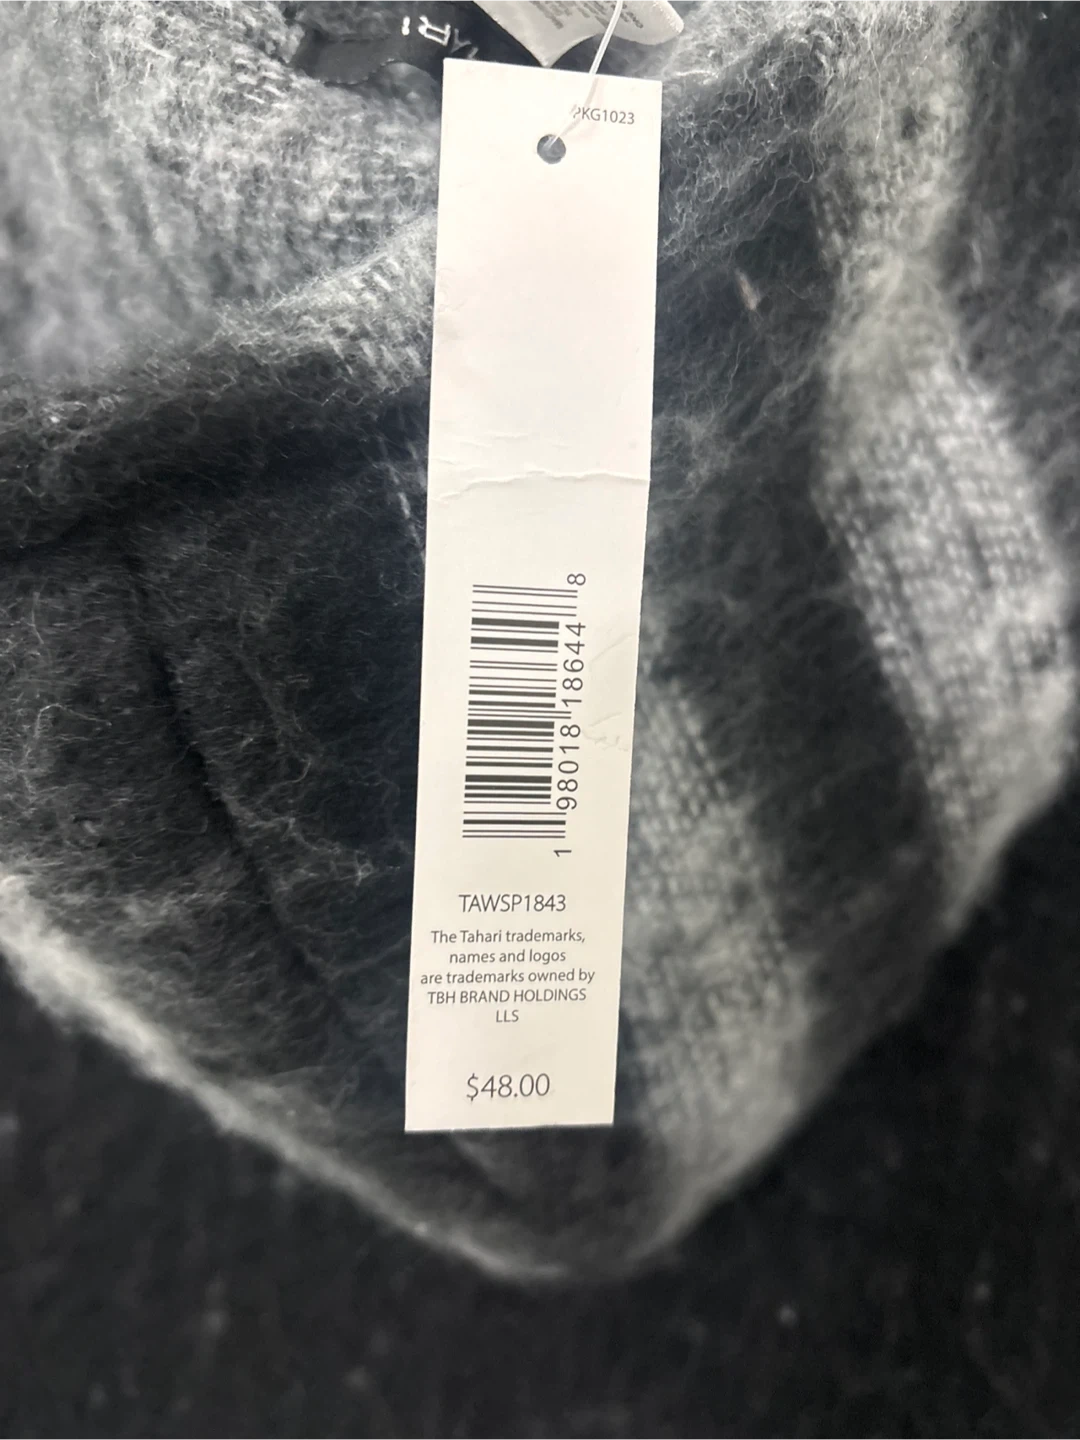 PKG1023
1 98018 18644 8
TAWSP1843
The Tahari trademarks,
names and logos
are trademarks owned by
TBH BRAND HOLDINGS
LLS
$48.00